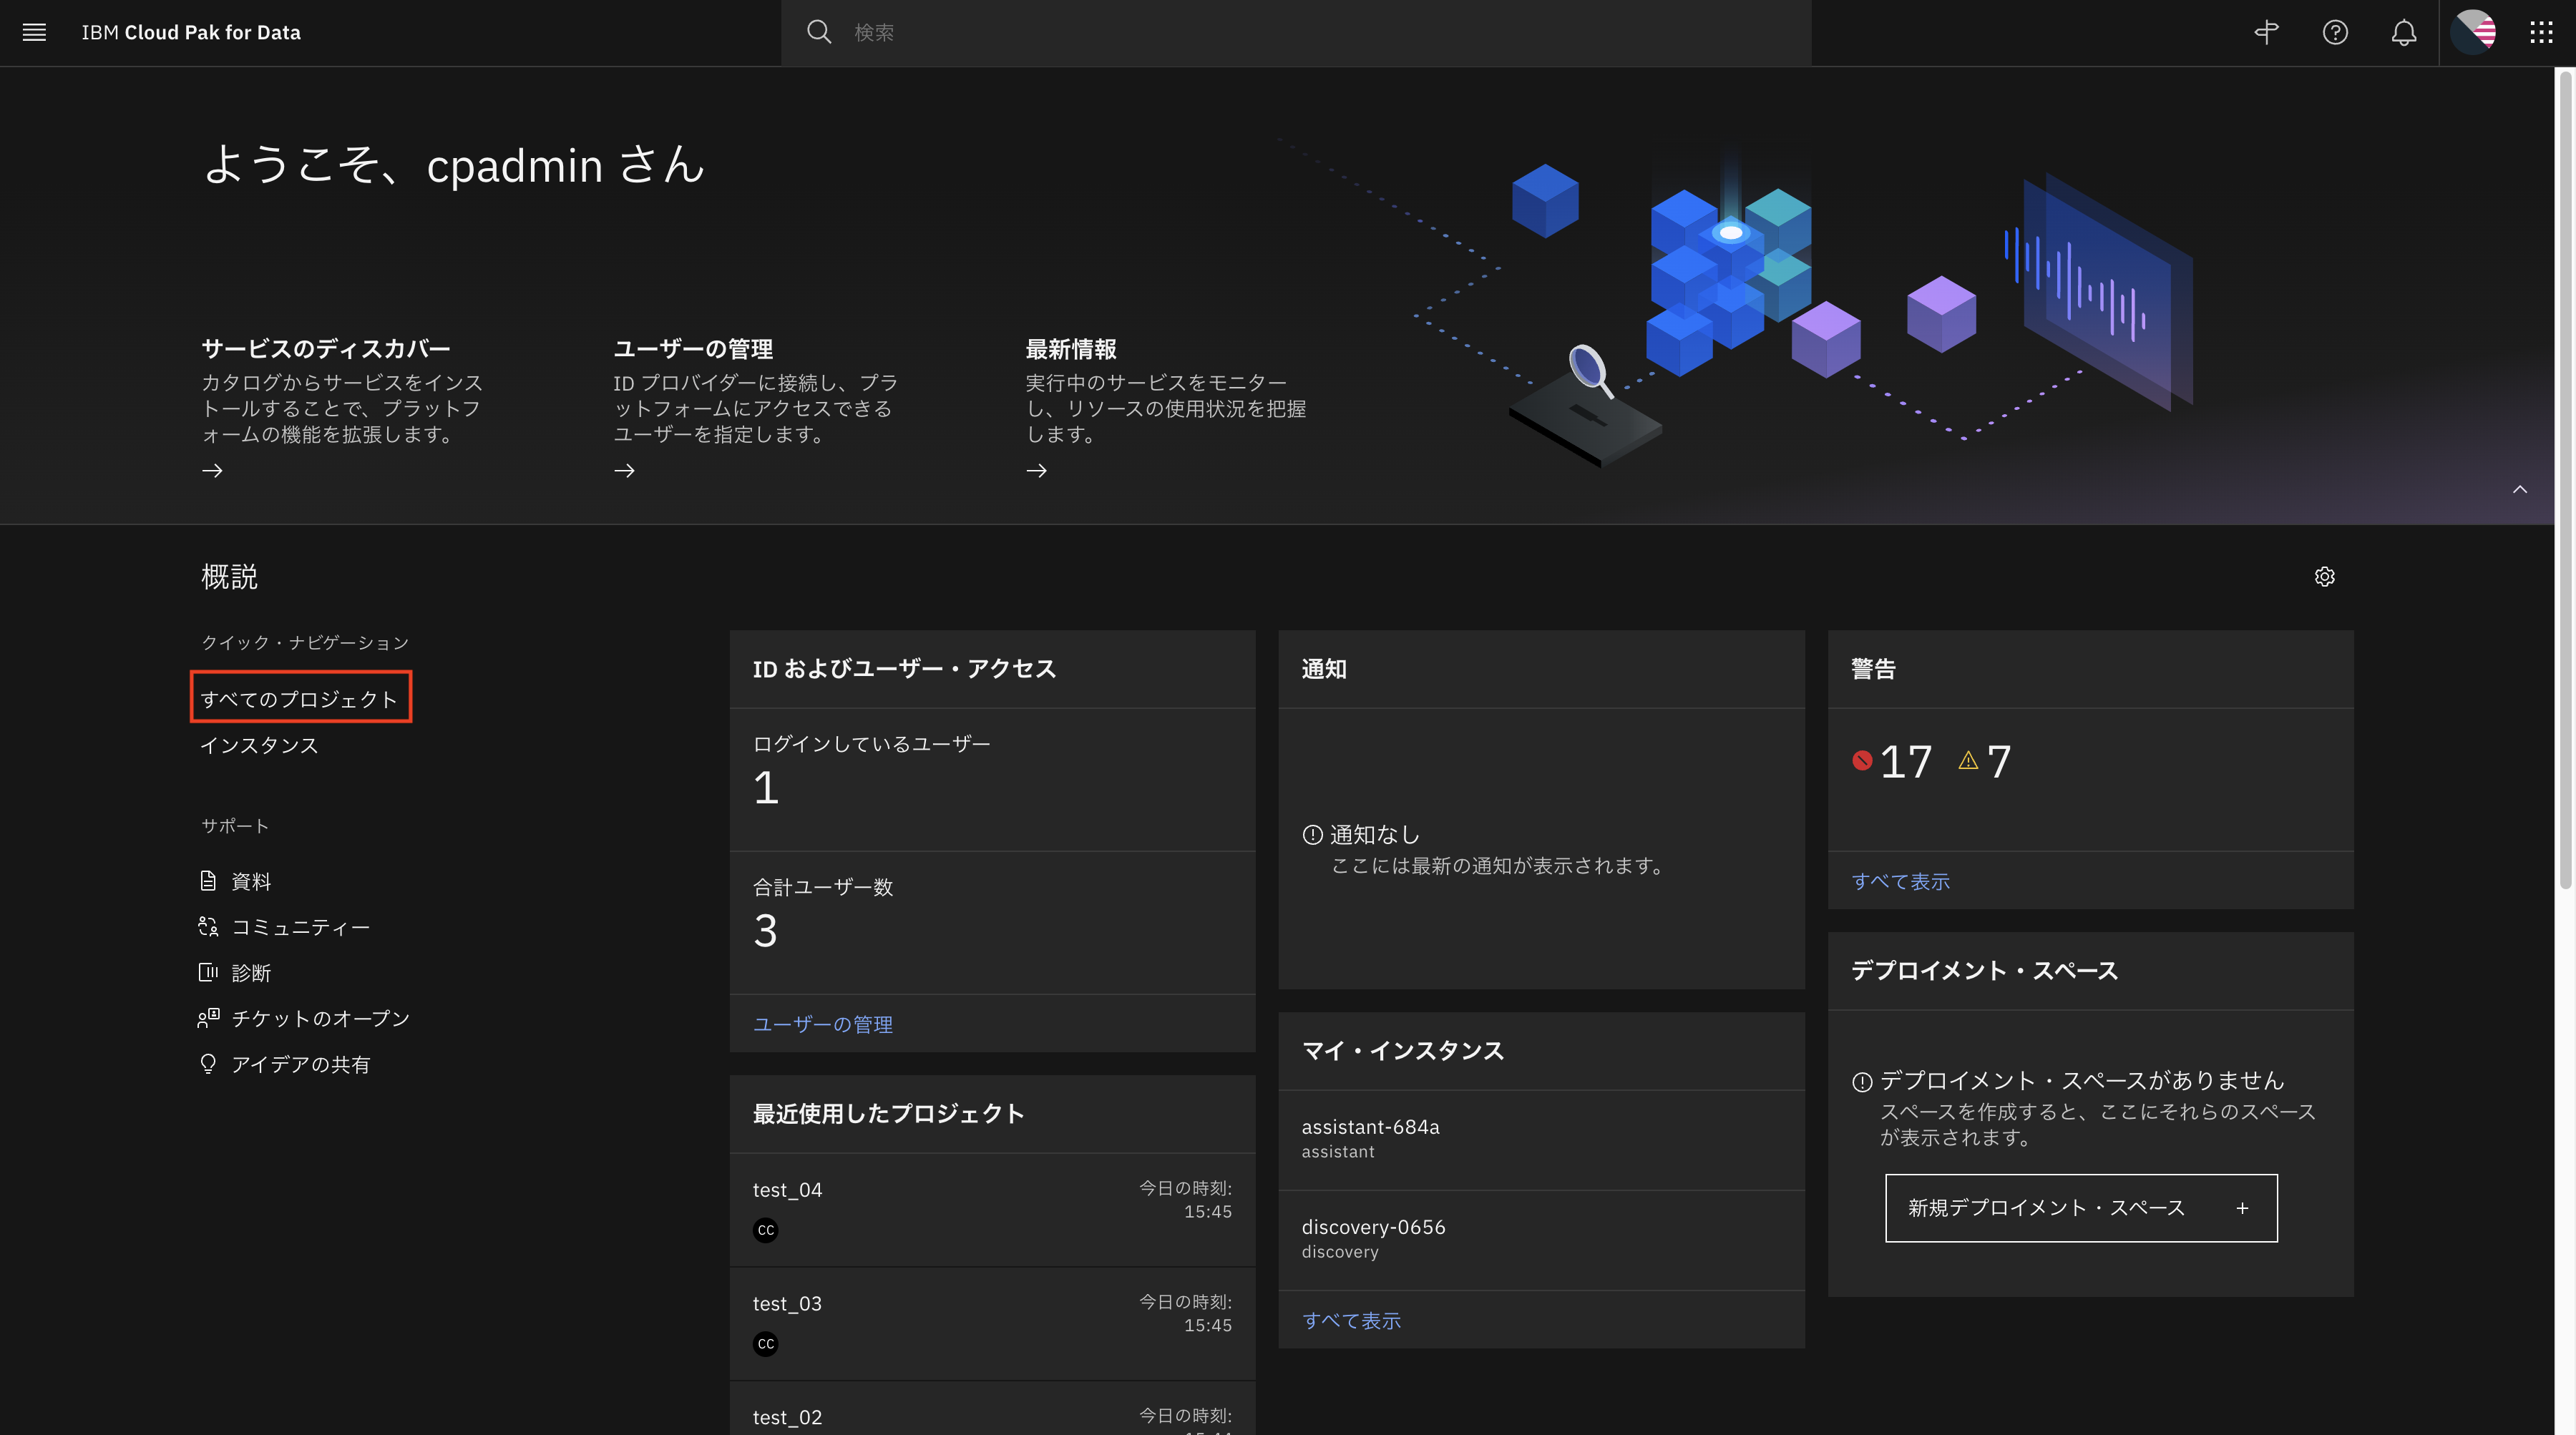 IBM Cloud Pak for Data
検索
ようこそ、cpadmin さん
サービスのディスカバー
カタログからサービスをインス
トールすることで、プラットフ
ォームの機能を拡張します。
ユーザーの管理
ID プロバイダーに接続し、プラ
ットフォームにアクセスできる
ユーザーを指定します。
最新情報
実行中のサービスをモニター
し、リソースの使用状況を把握
します。
概説
クイック・ナビゲーション
すべてのプロジェクト
インスタンス
サポート
資料
コミュニティー
診断
チケットのオープン
アイデアの共有
ID およびユーザー・アクセス
ログインしているユーザー
1
合計ユーザー数
3
ユーザーの管理
最近使用したプロジェクト
test_04
今日の時刻:
15:45
CC
test_03
今日の時刻:
15:45
CC
test_02
今日の時刻:
通知
通知なし
ここには最新の通知が表示されます。
マイ・インスタンス
assistant-684a
assistant
discovery-0656
discovery
すべて表示
警告
17 7
すべて表示
デプロイメント・スペース
デプロイメント・スペースがありません
スペースを作成すると、ここにそれらのスペース
が表示されます。
新規デプロイメント・スペース +